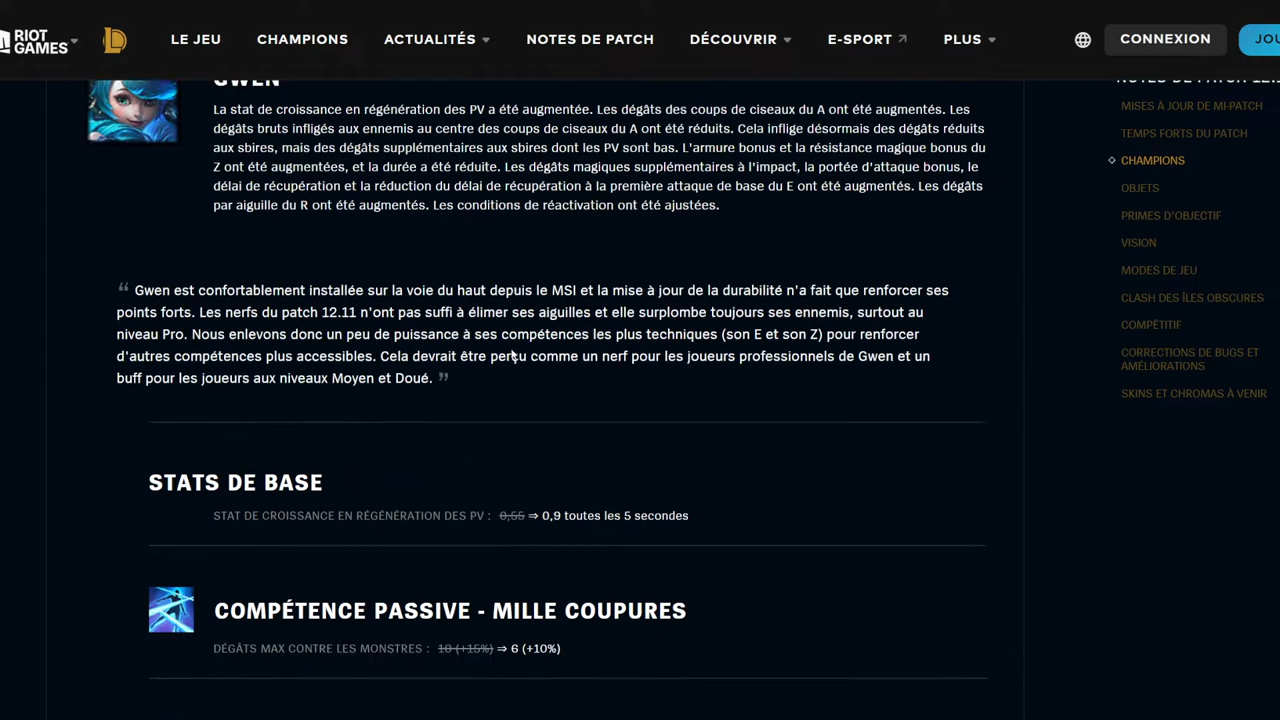 RIOT GAMES LE JEU CHAMPIONS ACTUALITÉS NOTES DE PATCH DÉCOUVRIR E-SPORT PLUS CONNEXION JOU
GWEN
La stat de croissance en régénération des PV a été augmentée. Les dégâts des coups de ciseaux du A ont été augmentés. Les
dégâts bruts infligés aux ennemis au centre des coups de ciseaux du A ont été réduits. Cela inflige désormais des dégâts réduits
aux sbires, mais des dégâts supplémentaires aux sbires dont les PV sont bas. L'armure bonus et la résistance magique bonus du
Z ont été augmentées, et la durée a été réduite. Les dégâts magiques supplémentaires à l'impact, la portée d'attaque bonus, le
délai de récupération et la réduction du délai de récupération à la première attaque de base du E ont été augmentés. Les dégâts
par aiguille du R ont été augmentés. Les conditions de réactivation ont été ajustées.
“ Gwen est confortablement installée sur la voie du haut depuis le MSI et la mise à jour de la durabilité n'a fait que renforcer ses
points forts. Les nerfs du patch 12.11 n'ont pas suffi à élimer ses aiguilles et elle surplombe toujours ses ennemis, surtout au
niveau Pro. Nous enlevons donc un peu de puissance à ses compétences les plus techniques (son E et son Z) pour renforcer
d'autres compétences plus accessibles. Cela devrait être perçu comme un nerf pour les joueurs professionnels de Gwen et un
buff pour les joueurs aux niveaux Moyen et Doué. ”
STATS DE BASE
STAT DE CROISSANCE EN RÉGÉNÉRATION DES PV : 0,55 ⇒ 0,9 toutes les 5 secondes
COMPÉTENCE PASSIVE - MILLE COUPURES
DÉGÂTS MAX CONTRE LES MONSTRES : 10 (+15%) ⇒ 6 (+10%)
NOTES DE PATCH 12.
MISES À JOUR DE MI-PATCH
TEMPS FORTS DU PATCH
CHAMPIONS
OBJETS
PRIMES D'OBJECTIF
VISION
MODES DE JEU
CLASH DES ÎLES OBSCURES
COMPÉTITIF
CORRECTIONS DE BUGS ET
AMÉLIORATIONS
SKINS ET CHROMAS À VENIR